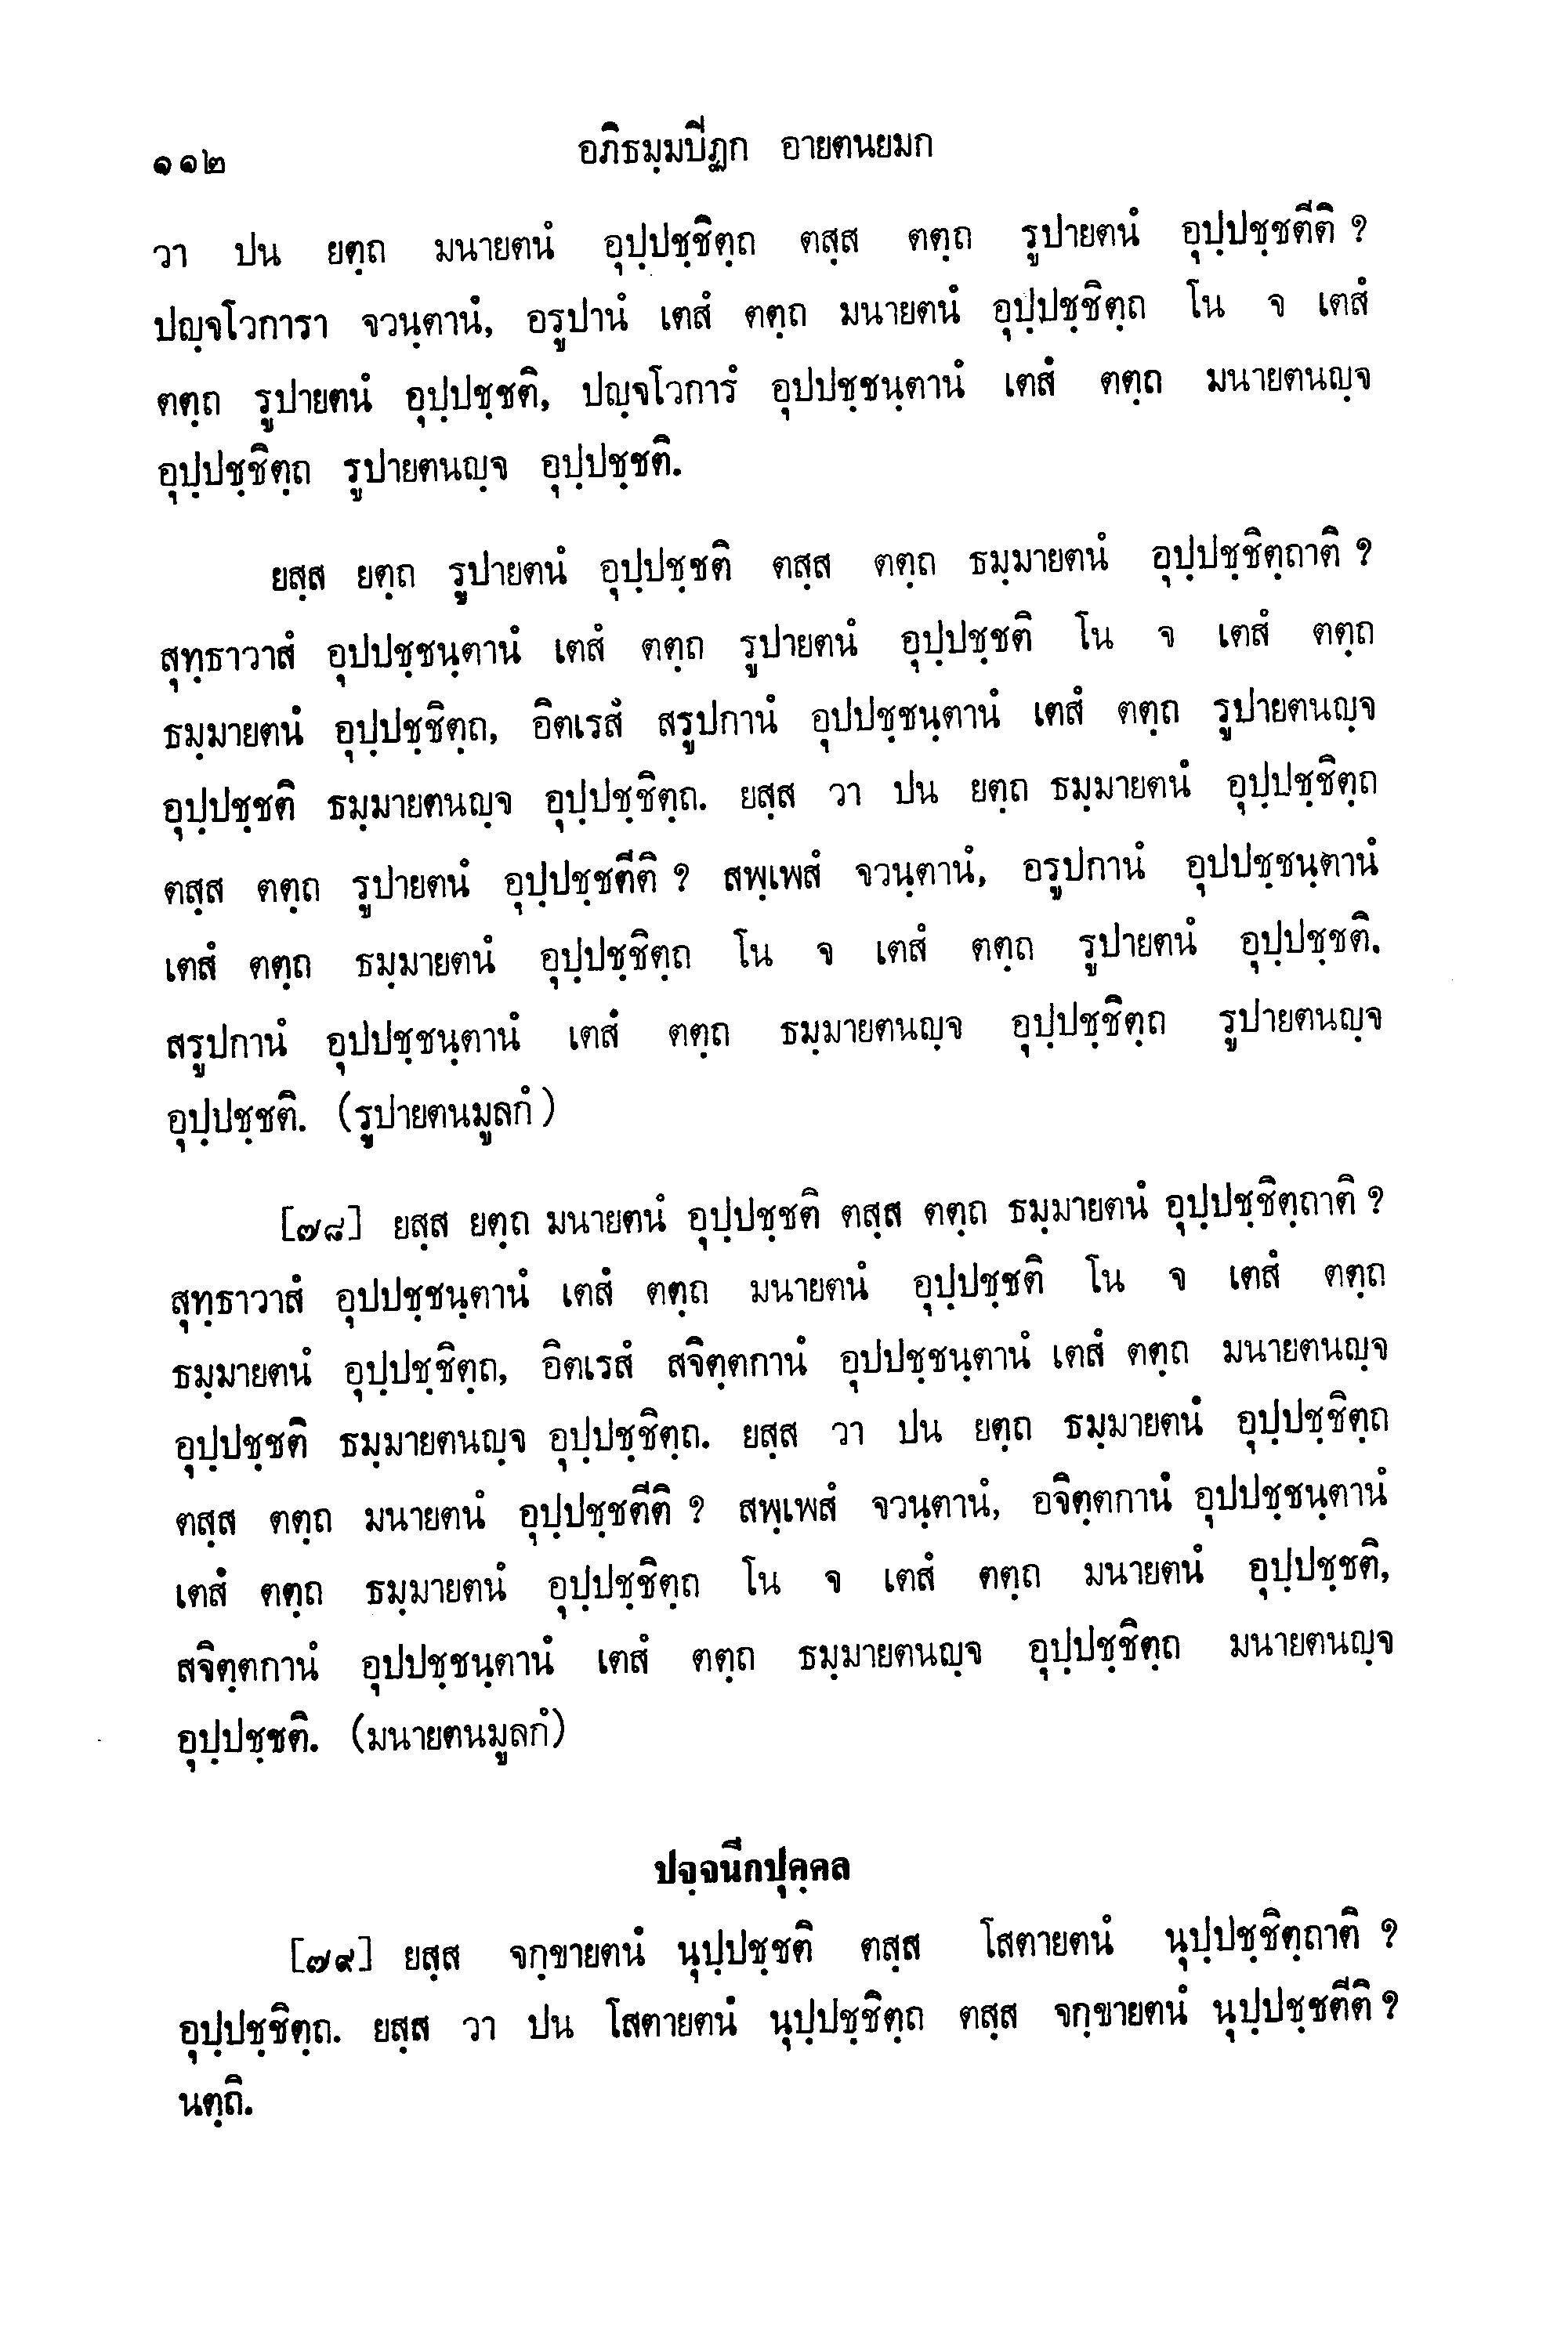 ๑๑๒ อภิธมฺมปีฏก อายตนยมก
วา ปน ยตฺถ มนายตนํ อุปฺปชฺชิตฺถ ตสฺส ตตฺถ รูปายตนํ อุปฺปชฺชตีติ ?
ปญฺจโวการา จวนฺตานํ, อรูปานํ เตสํ ตตฺถ มนายตนํ อุปฺปชฺชิตฺถ โน จ เตสํ
ตตฺถ รูปายตนํ อุปฺปชฺชติ, ปญฺจโวการํ อุปปชฺชนฺตานํ เตสํ ตตฺถ มนายตนญฺจ
อุปฺปชฺชิตฺถ รูปายตนญฺจ อุปฺปชฺชติ.
ยสฺส ยตฺถ รูปายตนํ อุปฺปชฺชติ ตสฺส ตตฺถ ธมฺมายตนํ อุปฺปชฺชิตฺถาติ ?
สุทฺธาวาสํ อุปปชฺชนฺตานํ เตสํ ตตฺถ รูปายตนํ อุปฺปชฺชติ โน จ เตสํ ตตฺถ
ธมฺมายตนํ อุปฺปชฺชิตฺถ, อิตเรสํ สรูปกานํ อุปปชฺชนฺตานํ เตสํ ตตฺถ รูปายตนญฺจ
อุปฺปชฺชติ ธมฺมายตนญฺจ อุปฺปชฺชิตฺถ. ยสฺส วา ปน ยตฺถ ธมฺมายตนํ อุปฺปชฺชิตฺถ
ตสฺส ตตฺถ รูปายตนํ อุปฺปชฺชตีติ ? สพฺเพสํ จวนฺตานํ, อรูปกานํ อุปปชฺชนฺตานํ
เตสํ ตตฺถ ธมฺมายตนํ อุปฺปชฺชิตฺถ โน จ เตสํ ตตฺถ รูปายตนํ อุปฺปชฺชติ.
สรูปกานํ อุปปชฺชนฺตานํ เตสํ ตตฺถ ธมฺมายตนญฺจ อุปฺปชฺชิตฺถ รูปายตนญฺจ
อุปฺปชฺชติ. (รูปายตนมูลกํ)
[๗๘] ยสฺส ยตฺถ มนายตนํ อุปฺปชฺชติ ตสฺส ตตฺถ ธมฺมายตนํ อุปฺปชฺชิตฺถาติ ?
สุทฺธาวาสํ อุปปชฺชนฺตานํ เตสํ ตตฺถ มนายตนํ อุปฺปชฺชติ โน จ เตสํ ตตฺถ
ธมฺมายตนํ อุปฺปชฺชิตฺถ, อิตเรสํ สจิตฺตกานํ อุปปชฺชนฺตานํ เตสํ ตตฺถ มนายตนญฺจ
อุปฺปชฺชติ ธมฺมายตนญฺจ อุปฺปชฺชิตฺถ. ยสฺส วา ปน ยตฺถ ธมฺมายตนํ อุปฺปชฺชิตฺถ
ตสฺส ตตฺถ มนายตนํ อุปฺปชฺชตีติ ? สพฺเพสํ จวนฺตานํ, อจิตฺตกานํ อุปปชฺชนฺตานํ
เตสํ ตตฺถ ธมฺมายตนํ อุปฺปชฺชิตฺถ โน จ เตสํ ตตฺถ มนายตนํ อุปฺปชฺชติ,
สจิตฺตกานํ อุปปชฺชนฺตานํ เตสํ ตตฺถ ธมฺมายตนญฺจ อุปฺปชฺชิตฺถ มนายตนญฺจ
อุปฺปชฺชติ. (มนายตนมูลกํ)
ปจฺจนีกปุคฺคล
[๗๙] ยสฺส จกฺขายตนํ นุปฺปชฺชติ ตสฺส โสตายตนํ นุปฺปชฺชิตฺถาติ ?
อุปฺปชฺชิตฺถ. ยสฺส วา ปน โสตายตนํ นุปฺปชฺชิตฺถ ตสฺส จกฺขายตนํ นุปฺปชฺชตีติ ?
นตฺถิ.